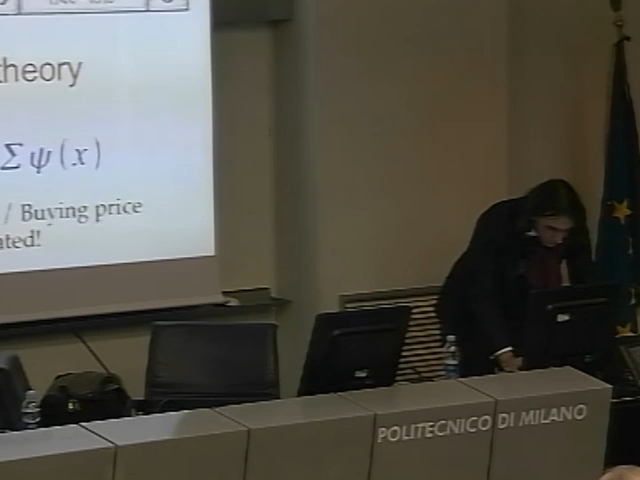 theory
Σ ψ(x)
/ Buying price
ated!
POLITECNICO DI MILANO